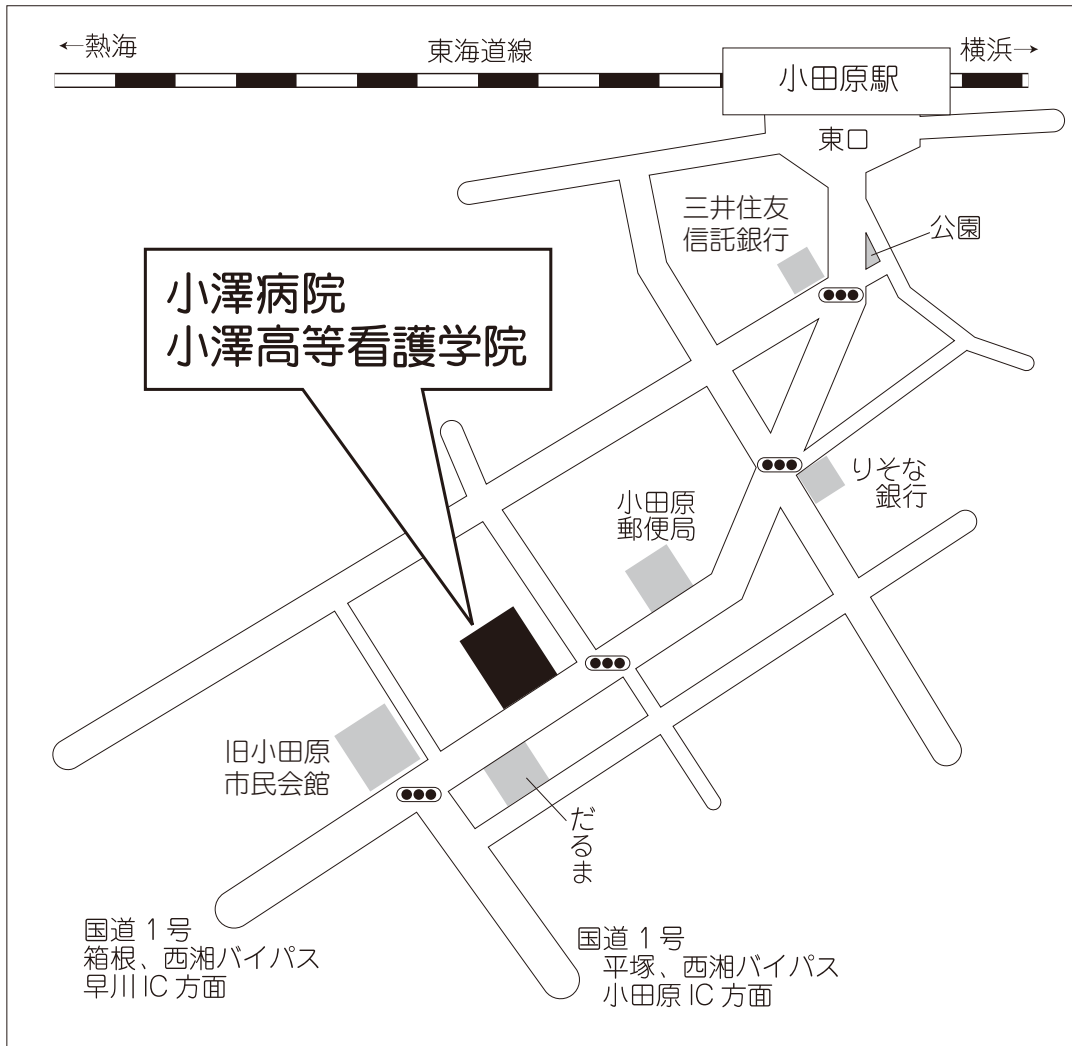 ←熱海
東海道線
横浜→
小田原駅
東口
三井住友
信託銀行
公園
小澤病院
小澤高等看護学院
りそな
銀行
小田原
郵便局
旧小田原
市民会館
だるま
国道1号
箱根、西湘バイパス
早川IC方面
国道1号
平塚、西湘バイパス
小田原IC方面